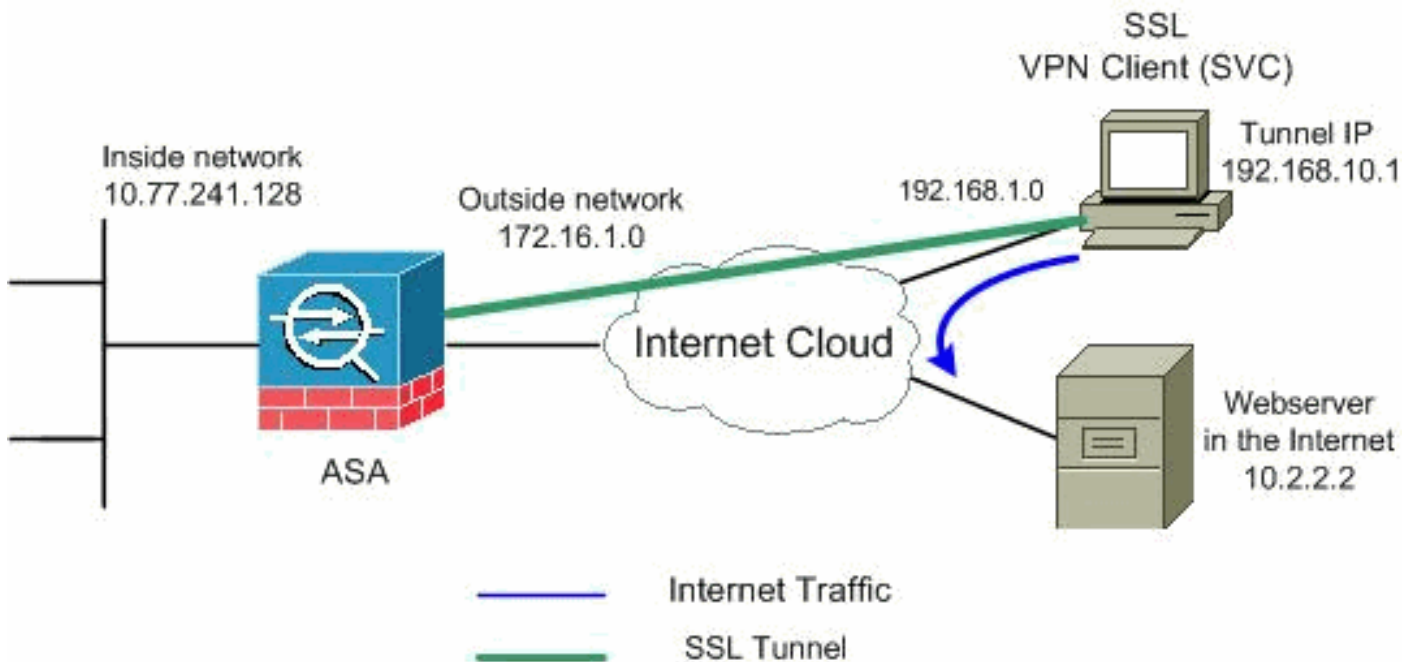 SSL
VPN Client (SVC)
Tunnel IP
192.168.10.1
Inside network
10.77.241.128
Outside network
172.16.1.0
192.168.1.0
Internet Cloud
ASA
Webserver
in the Internet
10.2.2.2
Internet Traffic
SSL Tunnel